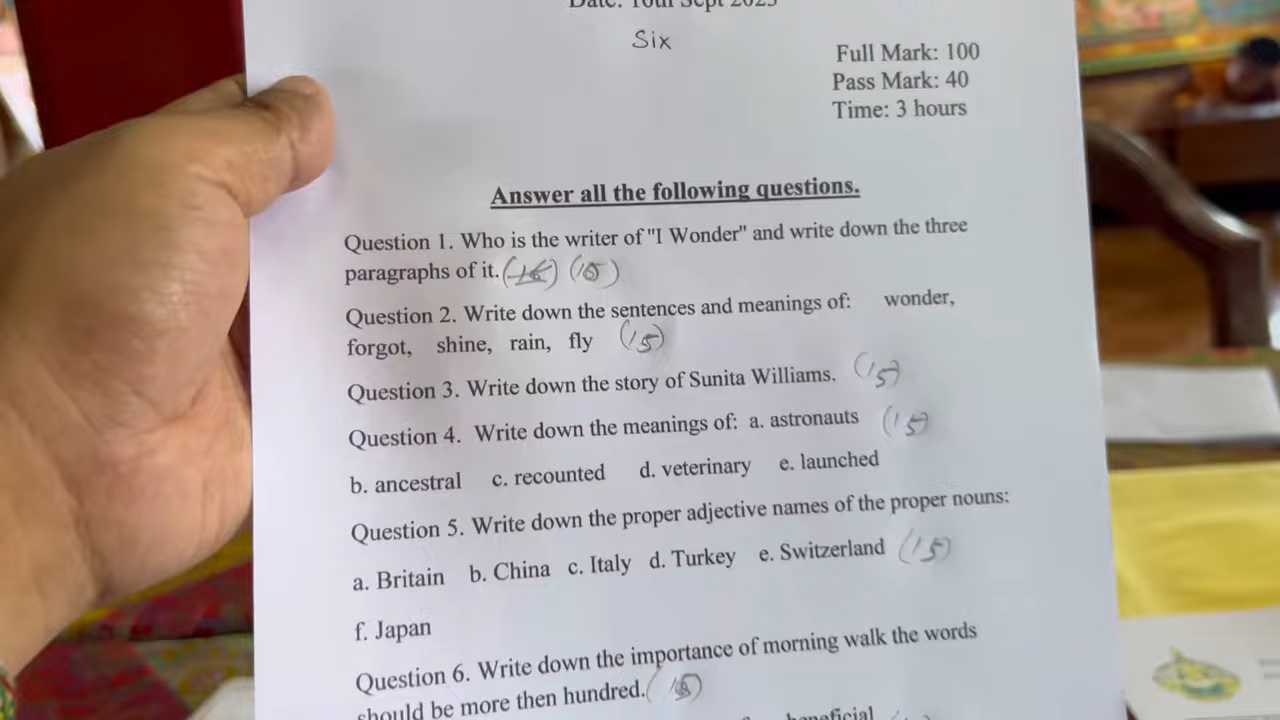 Date: 10th Sept 2023
Six
Full Mark: 100
Pass Mark: 40
Time: 3 hours
Answer all the following questions.
Question 1. Who is the writer of "I Wonder" and write down the three
paragraphs of it. (15)
Question 2. Write down the sentences and meanings of: wonder,
forgot, shine, rain, fly (15)
Question 3. Write down the story of Sunita Williams. (15)
Question 4. Write down the meanings of: a. astronauts (15)
b. ancestral c. recounted d. veterinary e. launched
Question 5. Write down the proper adjective names of the proper nouns:
a. Britain b. China c. Italy d. Turkey e. Switzerland (15)
f. Japan
Question 6. Write down the importance of morning walk the words
should be more then hundred.
beneficial